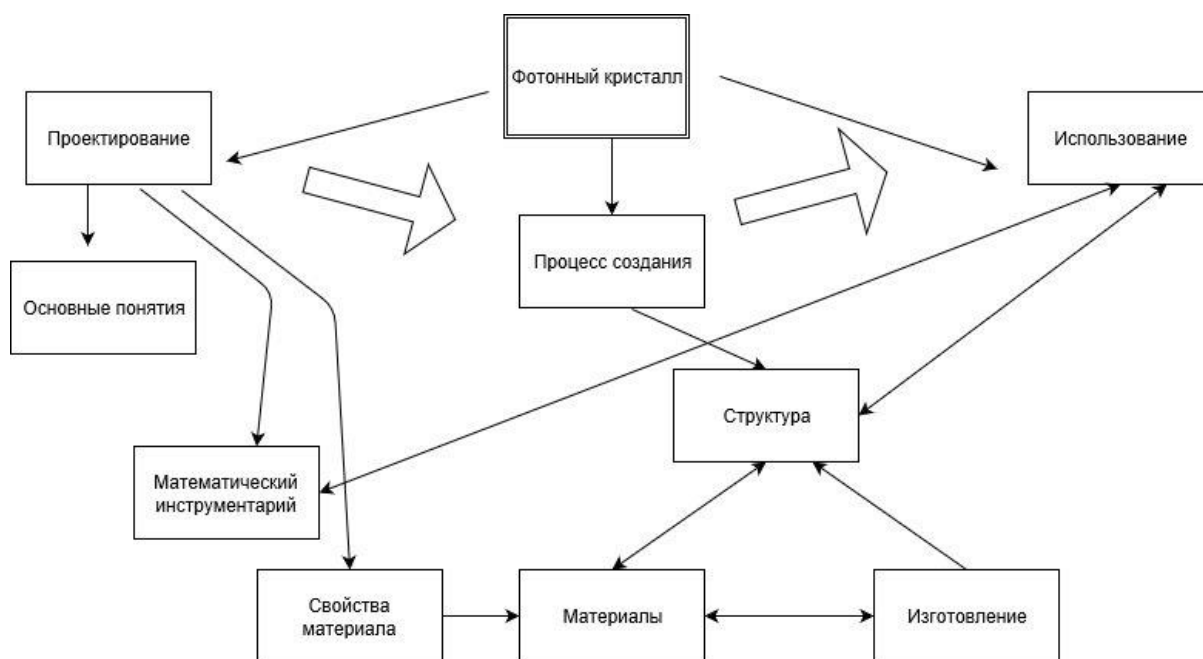 Фотонный кристалл
Проектирование
Использование
Процесс создания
Основные понятия
Структура
Математический
инструментарий
Свойства
материала
Материалы
Изготовление